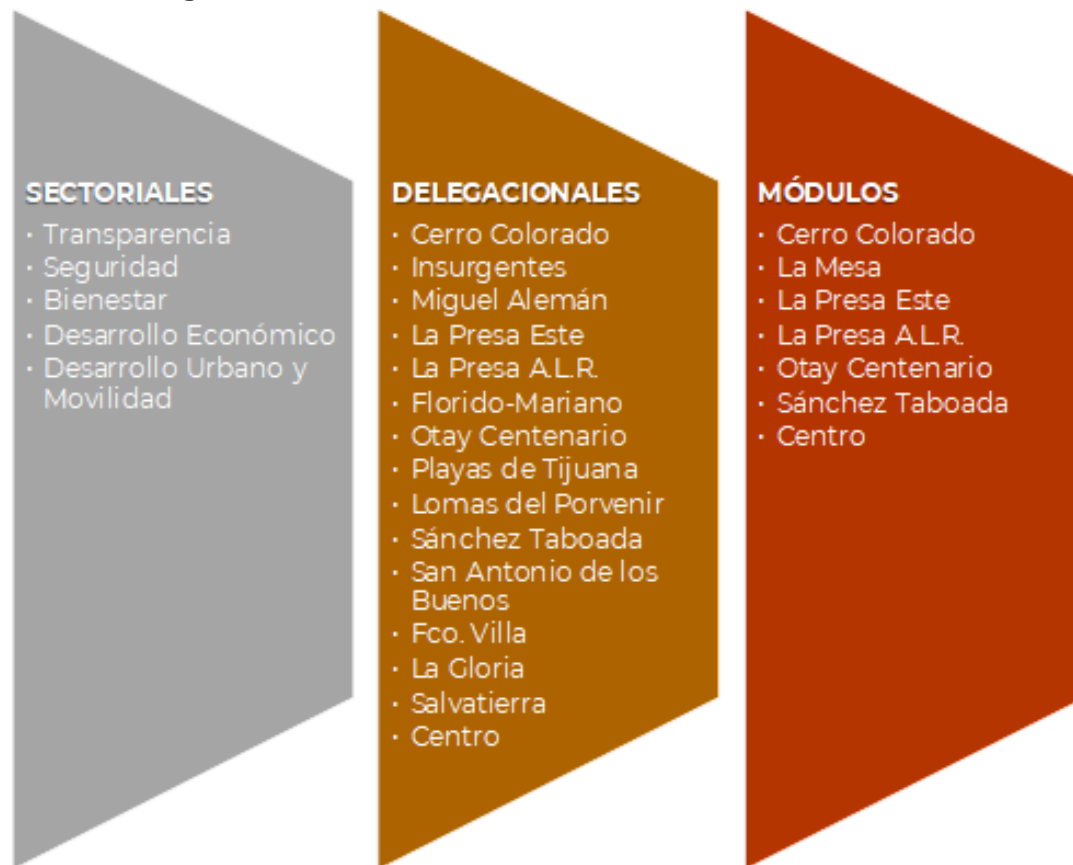 SECTORIALES
· Transparencia
· Seguridad
· Bienestar
· Desarrollo Económico
· Desarrollo Urbano y
Movilidad
DELEGACIONALES
· Cerro Colorado
· Insurgentes
· Miguel Alemán
· La Presa Este
· La Presa A.L.R.
· Florido-Mariano
· Otay Centenario
· Playas de Tijuana
· Lomas del Porvenir
· Sánchez Taboada
· San Antonio de los
Buenos
· Fco. Villa
· La Gloria
· Salvatierra
· Centro
MÓDULOS
· Cerro Colorado
· La Mesa
· La Presa Este
· La Presa A.L.R.
· Otay Centenario
· Sánchez Taboada
· Centro